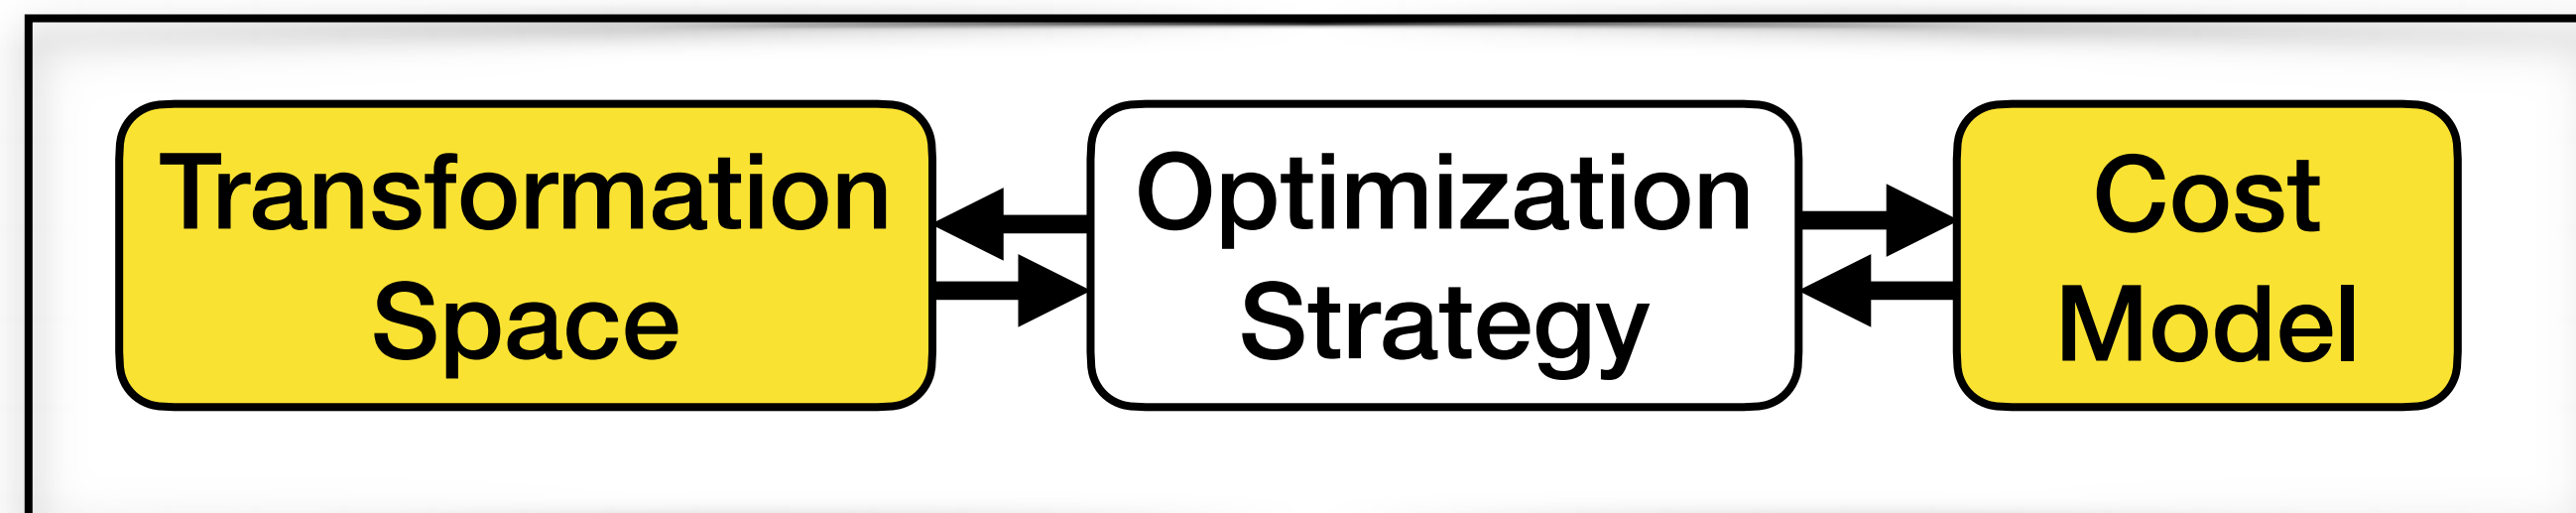 Transformation
Space
Optimization
Strategy
Cost
Model